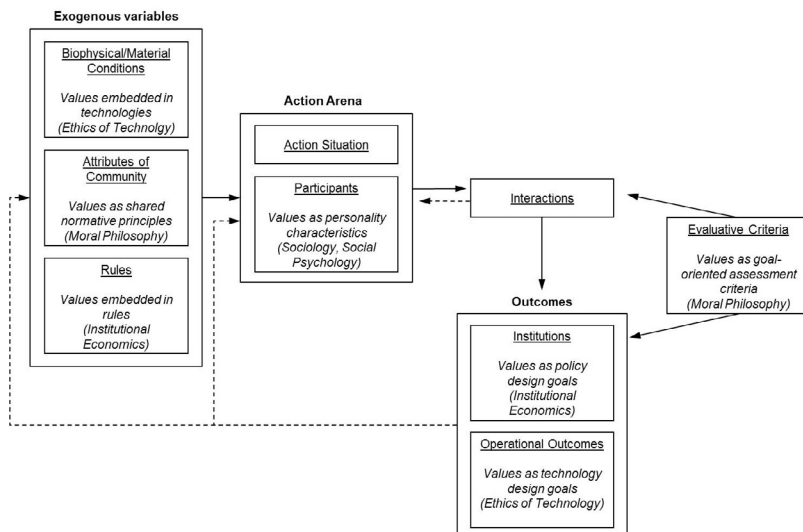 Exogenous variables
Biophysical/Material
Conditions
Values embedded in
technologies
(Ethics of Technolgy)
Attributes of
Community
Values as shared
normative principles
(Moral Philosophy)
Rules
Values embedded in
rules
(Institutional
Economics)
Action Arena
Action Situation
Participants
Values as personality
characteristics
(Sociology, Social
Psychology)
Interactions
Evaluative Criteria
Values as goal-
oriented assessment
criteria
(Moral Philosophy)
Outcomes
Institutions
Values as policy
design goals
(Institutional
Economics)
Operational Outcomes
Values as technology
design goals
(Ethics of Technology)